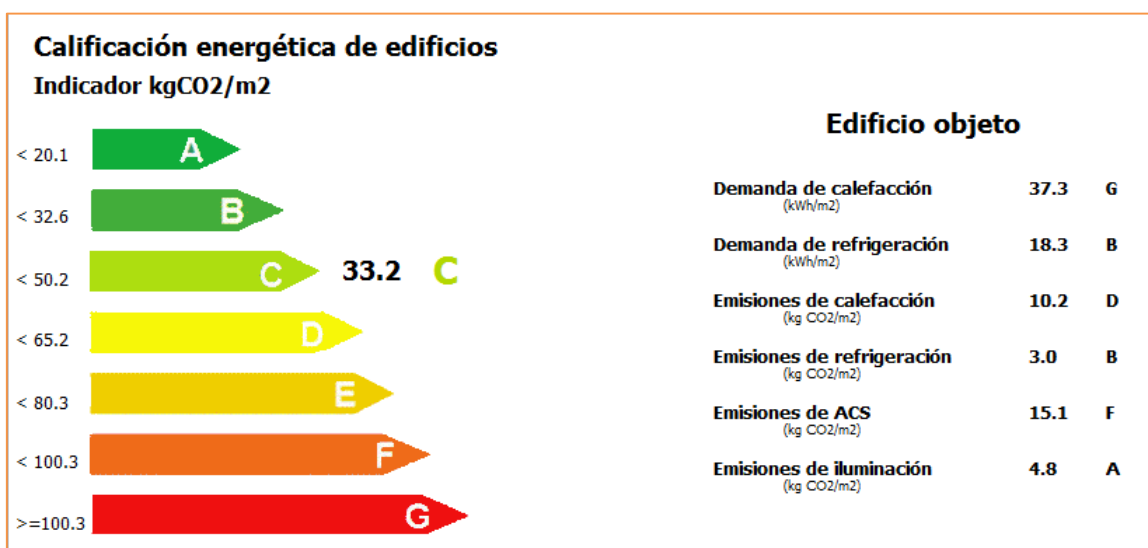 Calificación energética de edificios
Indicador kgCO2/m2
< 20.1 A
< 32.6 B
< 50.2 C 33.2 C
< 65.2 D
< 80.3 E
< 100.3 F
>=100.3 G
Edificio objeto
Demanda de calefacción 37.3 G
(kWh/m2)
Demanda de refrigeración 18.3 B
(kWh/m2)
Emisiones de calefacción 10.2 D
(kg CO2/m2)
Emisiones de refrigeración 3.0 B
(kg CO2/m2)
Emisiones de ACS 15.1 F
(kg CO2/m2)
Emisiones de iluminación 4.8 A
(kg CO2/m2)